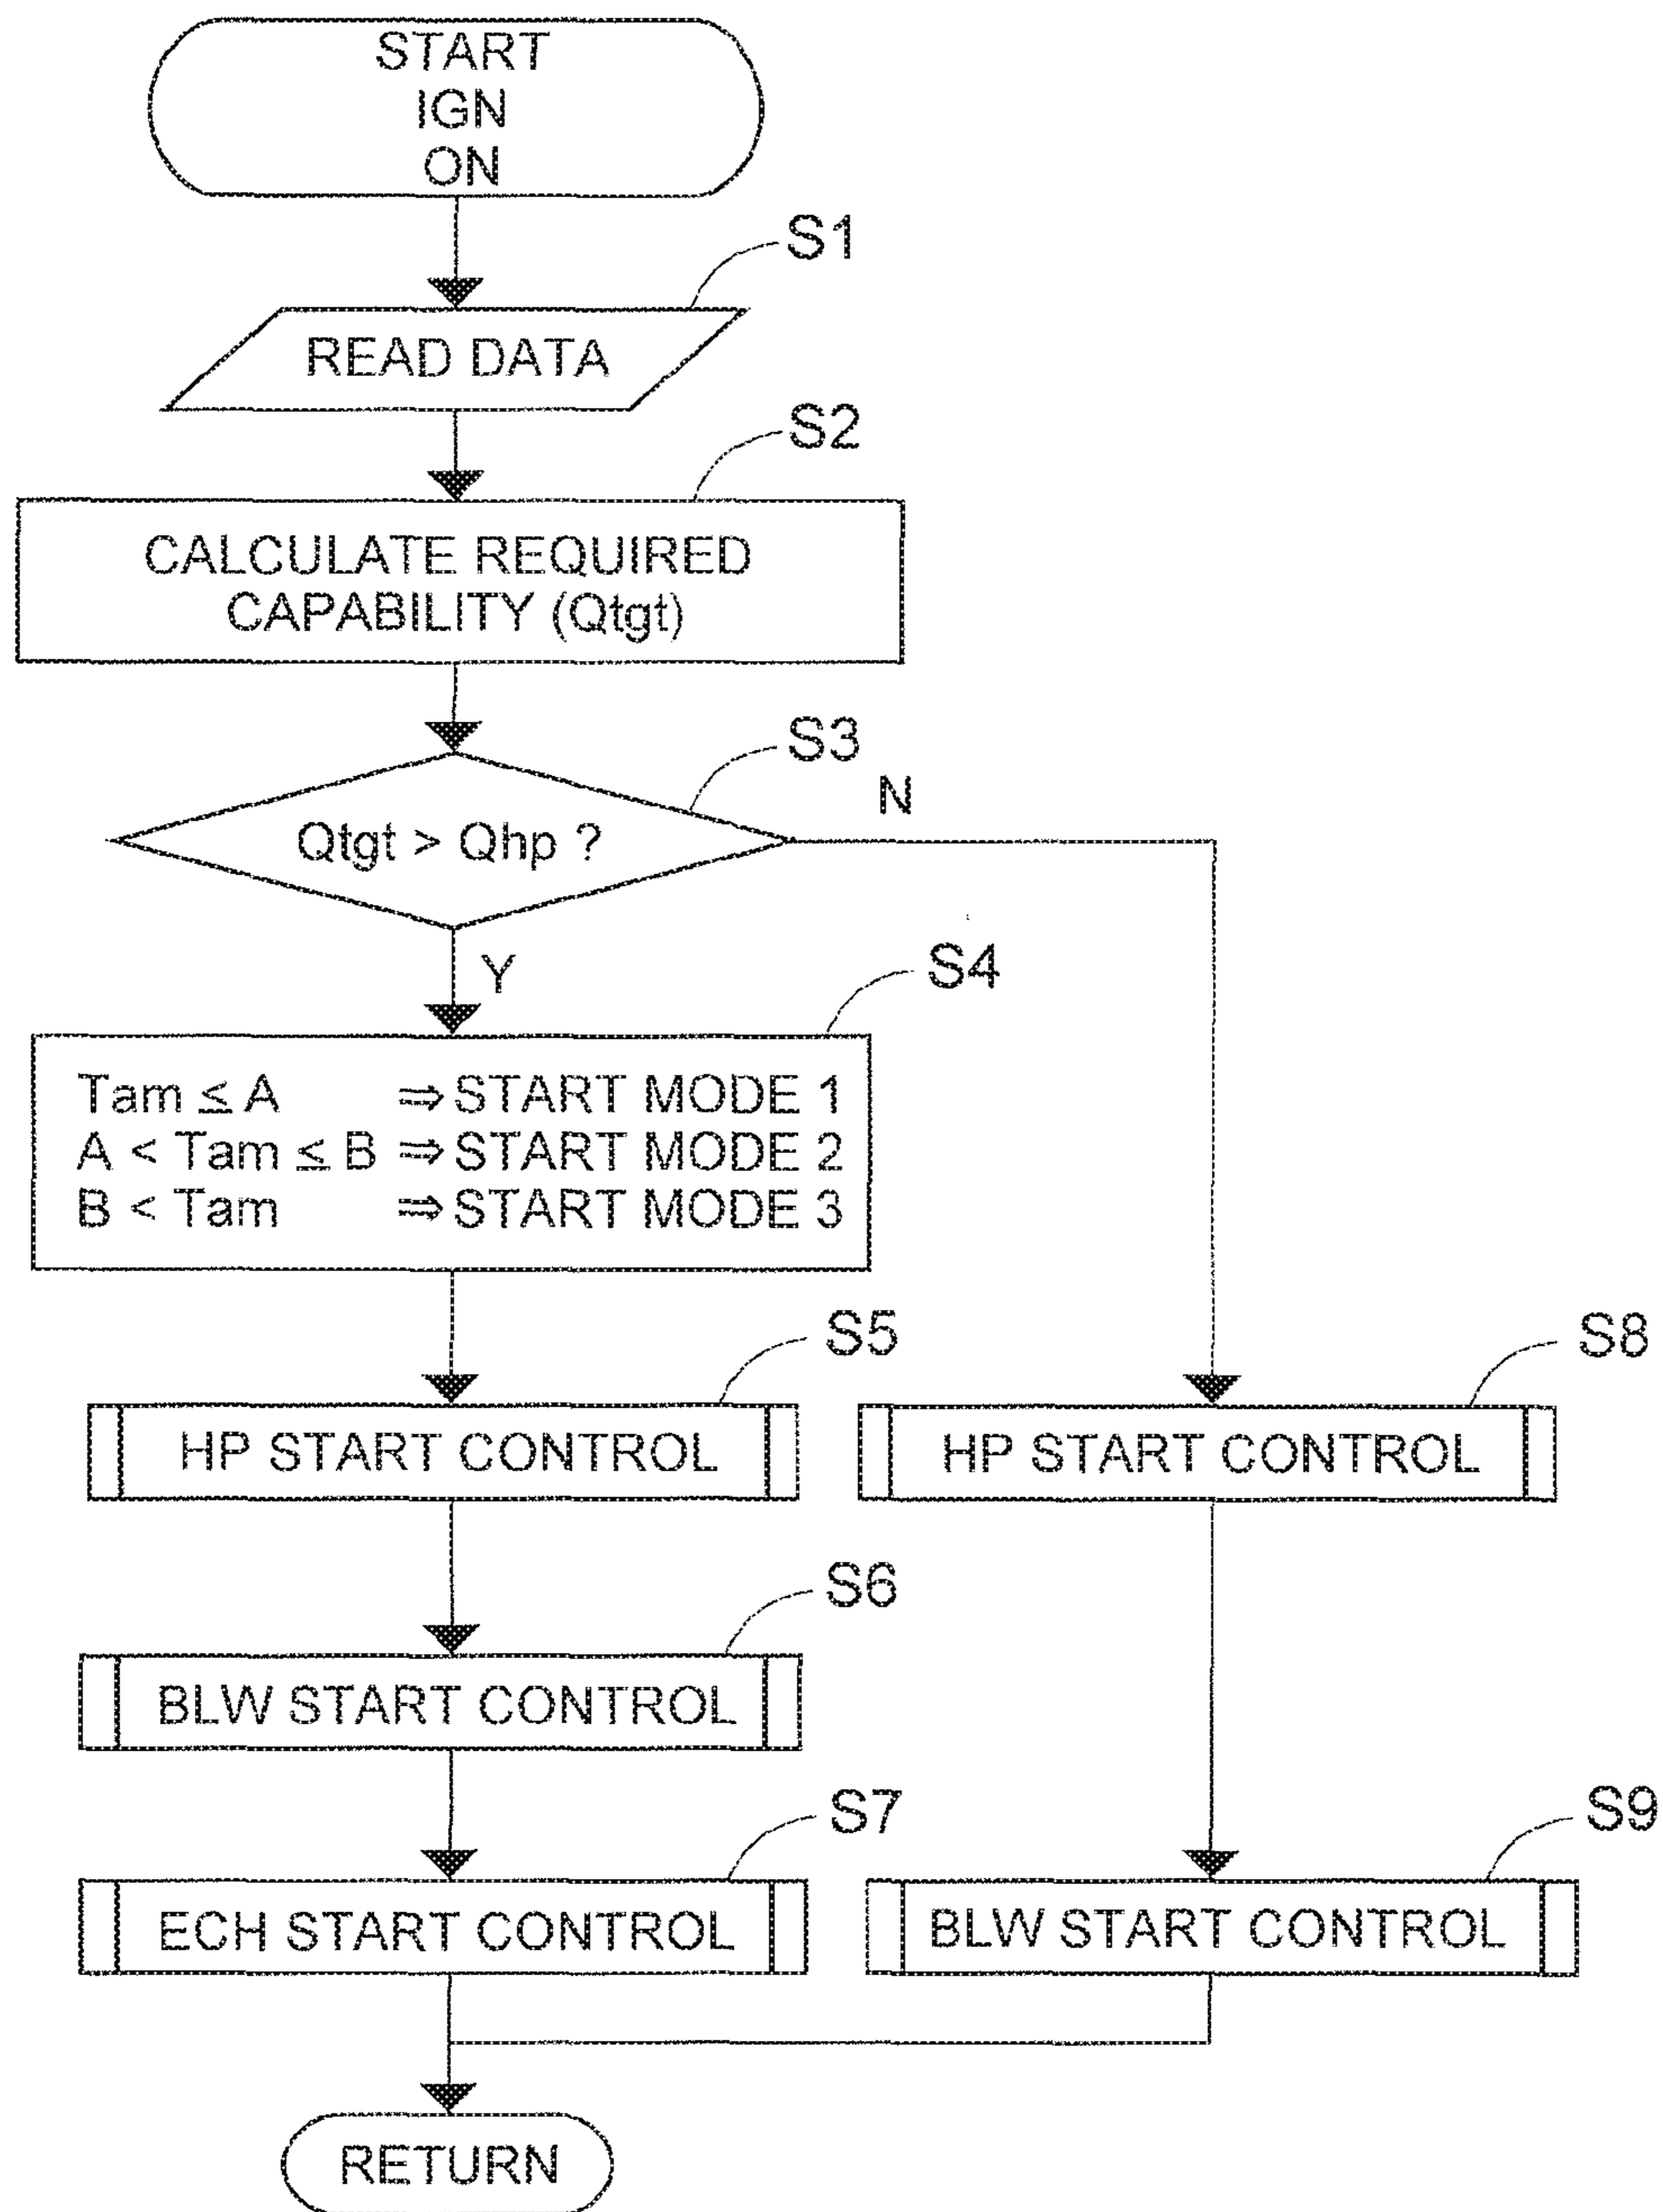 START
IGN
ON
S1
READ DATA
S2
CALCULATE REQUIRED
CAPABILITY (Qtgt)
S3
Qtgt > Qhp ?
N
Y
S4
Tam ≤ A ⇒ START MODE 1
A < Tam ≤ B ⇒ START MODE 2
B < Tam ⇒ START MODE 3
S5
HP START CONTROL
S8
HP START CONTROL
S6
BLW START CONTROL
S7
ECH START CONTROL
S9
BLW START CONTROL
RETURN